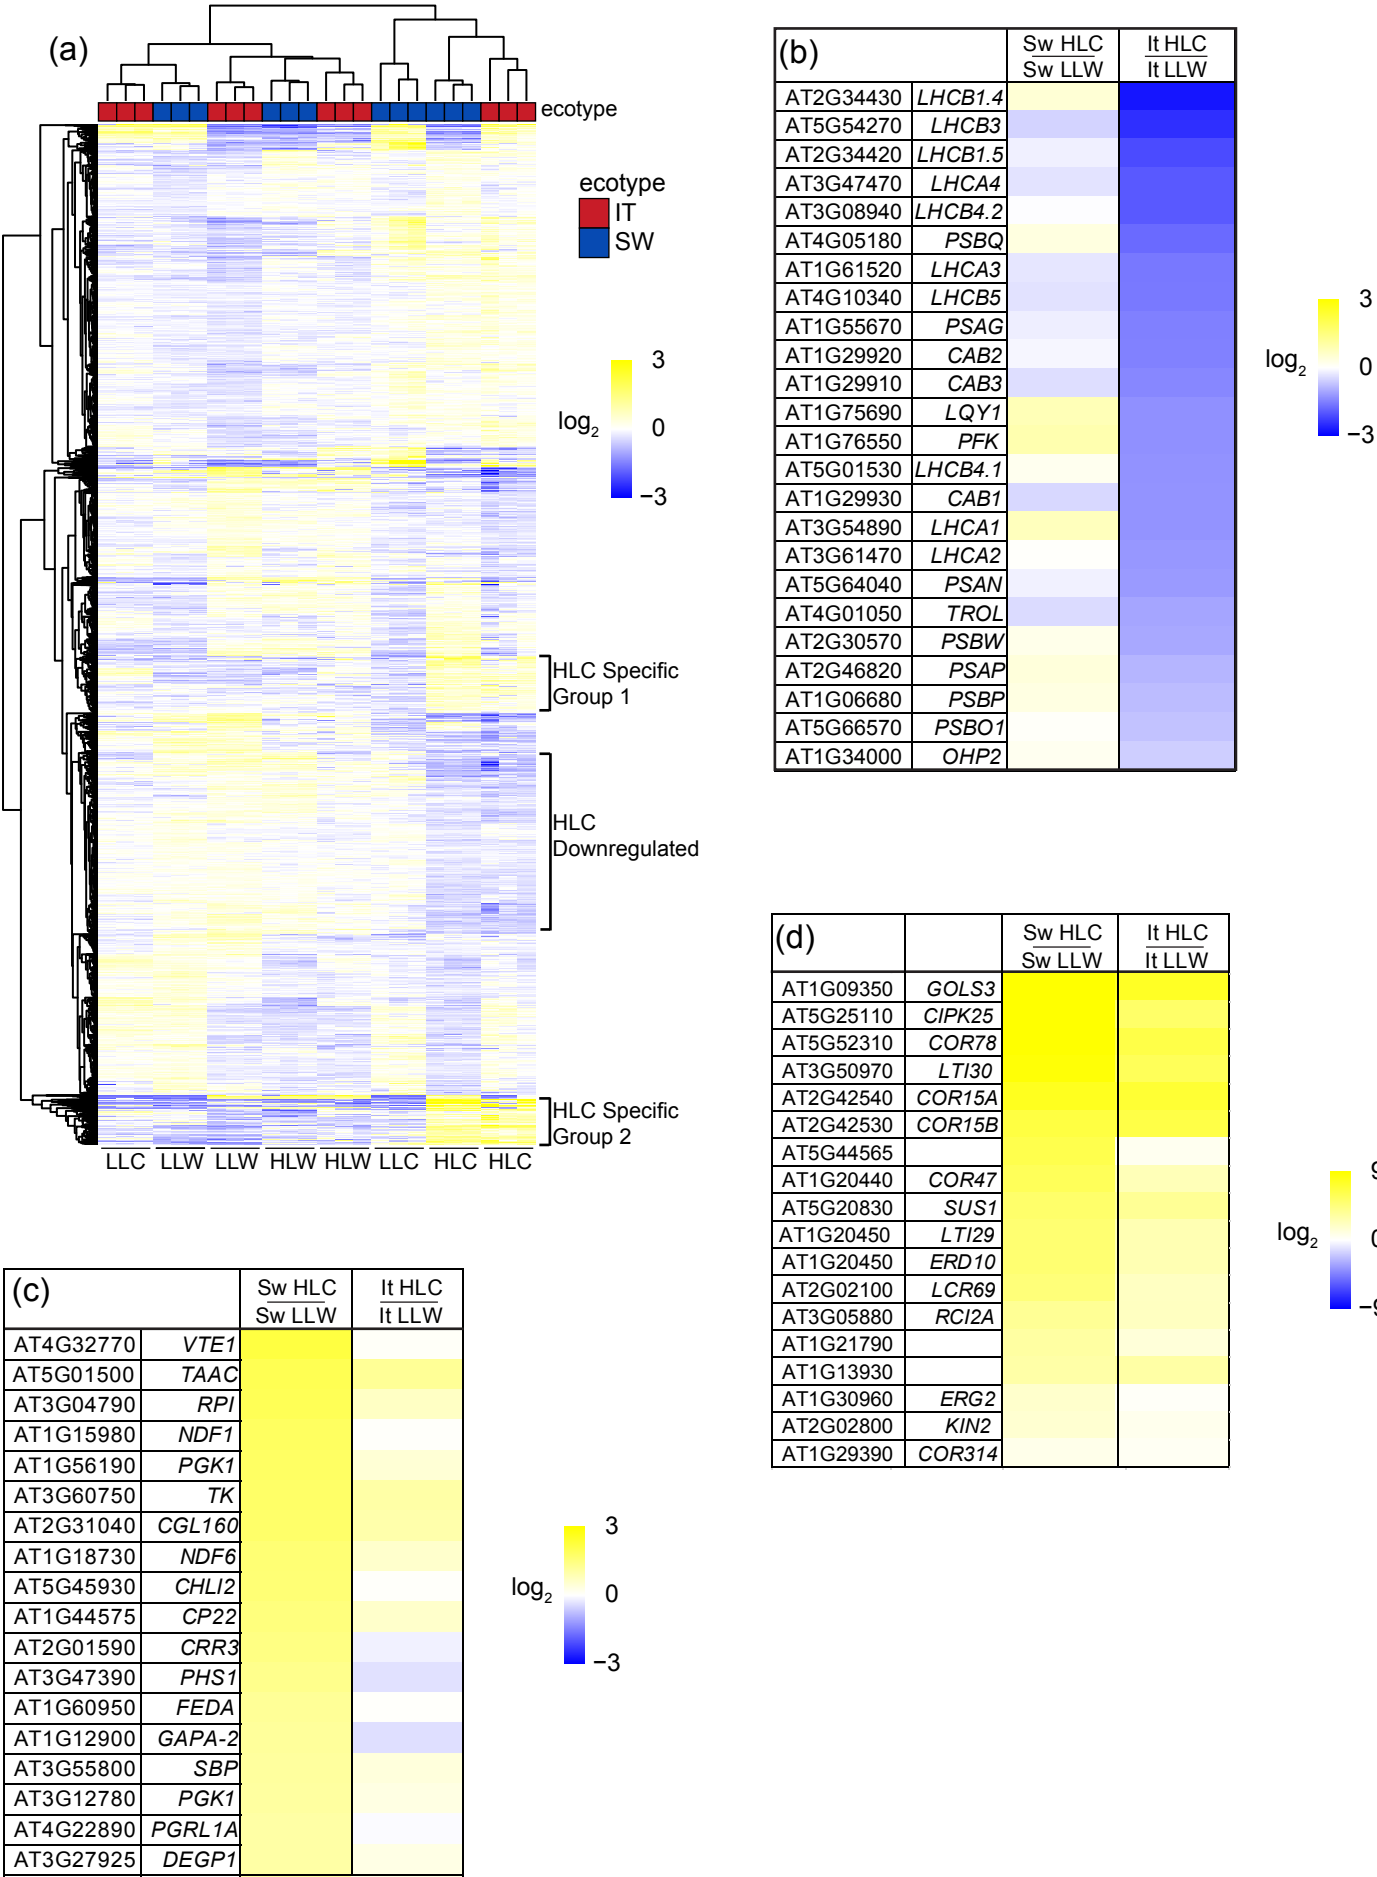 (a)
ecotype
ecotype
IT
SW
3
log2
0
−3
HLC Specific
Group 1
HLC
Downregulated
HLC Specific
Group 2
LLC LLW LLW HLW HLW LLC HLC HLC
(b) Sw HLC It HLC
Sw LLW It LLW
AT2G34430 LHCB1.4
AT5G54270 LHCB3
AT2G34420 LHCB1.5
AT3G47470 LHCA4
AT3G08940 LHCB4.2
AT4G05180 PSBQ
AT1G61520 LHCA3
AT4G10340 LHCB5
AT1G55670 PSAG
AT1G29920 CAB2
AT1G29910 CAB3
AT1G75690 LQY1
AT1G76550 PFK
AT5G01530 LHCB4.1
AT1G29930 CAB1
AT3G54890 LHCA1
AT3G61470 LHCA2
AT5G64040 PSAN
AT4G01050 TROL
AT2G30570 PSBW
AT2G46820 PSAP
AT1G06680 PSBP
AT5G66570 PSBO1
AT1G34000 OHP2
3
log2 0
−3
(c) Sw HLC It HLC
Sw LLW It LLW
AT4G32770 VTE1
AT5G01500 TAAC
AT3G04790 RPI
AT1G15980 NDF1
AT1G56190 PGK1
AT3G60750 TK
AT2G31040 CGL160
AT1G18730 NDF6
AT5G45930 CHLI2
AT1G44575 CP22
AT2G01590 CRR3
AT3G47390 PHS1
AT1G60950 FEDA
AT1G12900 GAPA-2
AT3G55800 SBP
AT3G12780 PGK1
AT4G22890 PGRL1A
AT3G27925 DEGP1
3
log2 0
−3
(d) Sw HLC It HLC
Sw LLW It LLW
AT1G09350 GOLS3
AT5G25110 CIPK25
AT5G52310 COR78
AT3G50970 LTI30
AT2G42540 COR15A
AT2G42530 COR15B
AT5G44565
AT1G20440 COR47
AT5G20830 SUS1
AT1G20450 LTI29
AT1G20450 ERD10
AT2G02100 LCR69
AT3G05880 RCI2A
AT1G21790
AT1G13930
AT1G30960 ERG2
AT2G02800 KIN2
AT1G29390 COR314
9
log2 0
−9